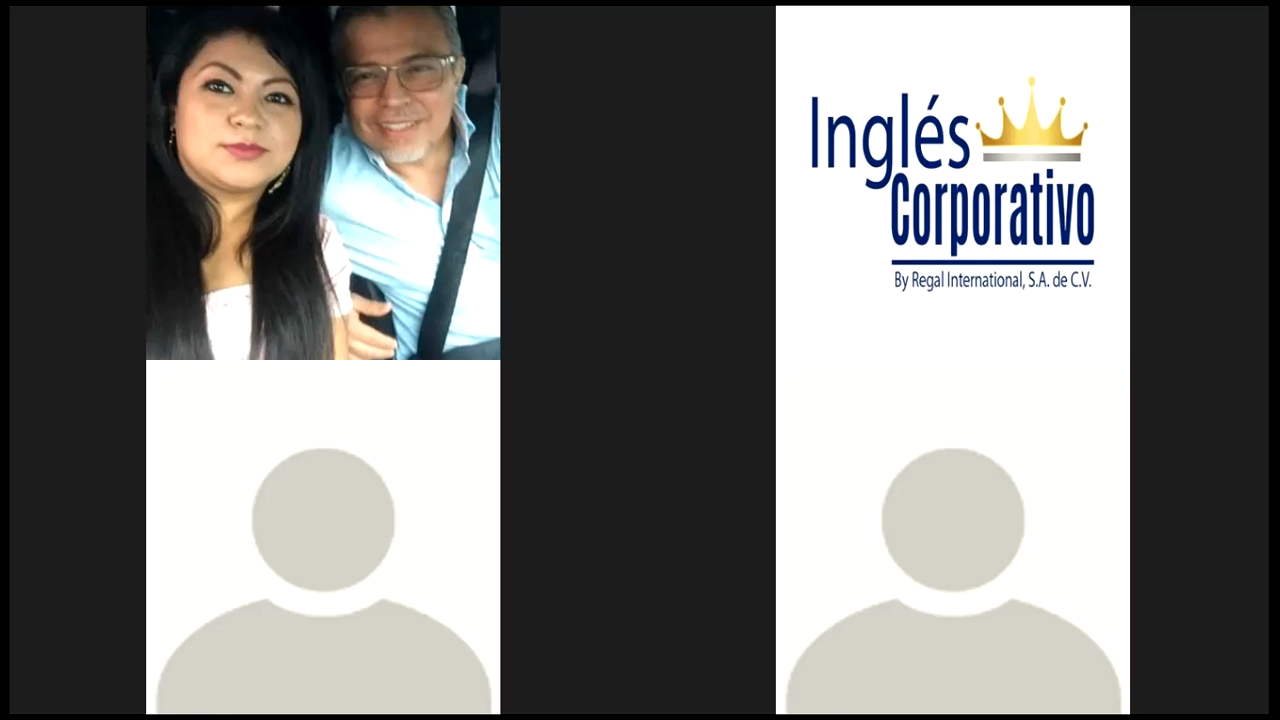 Inglés
Corporativo
By Regal International, S.A. de C.V.